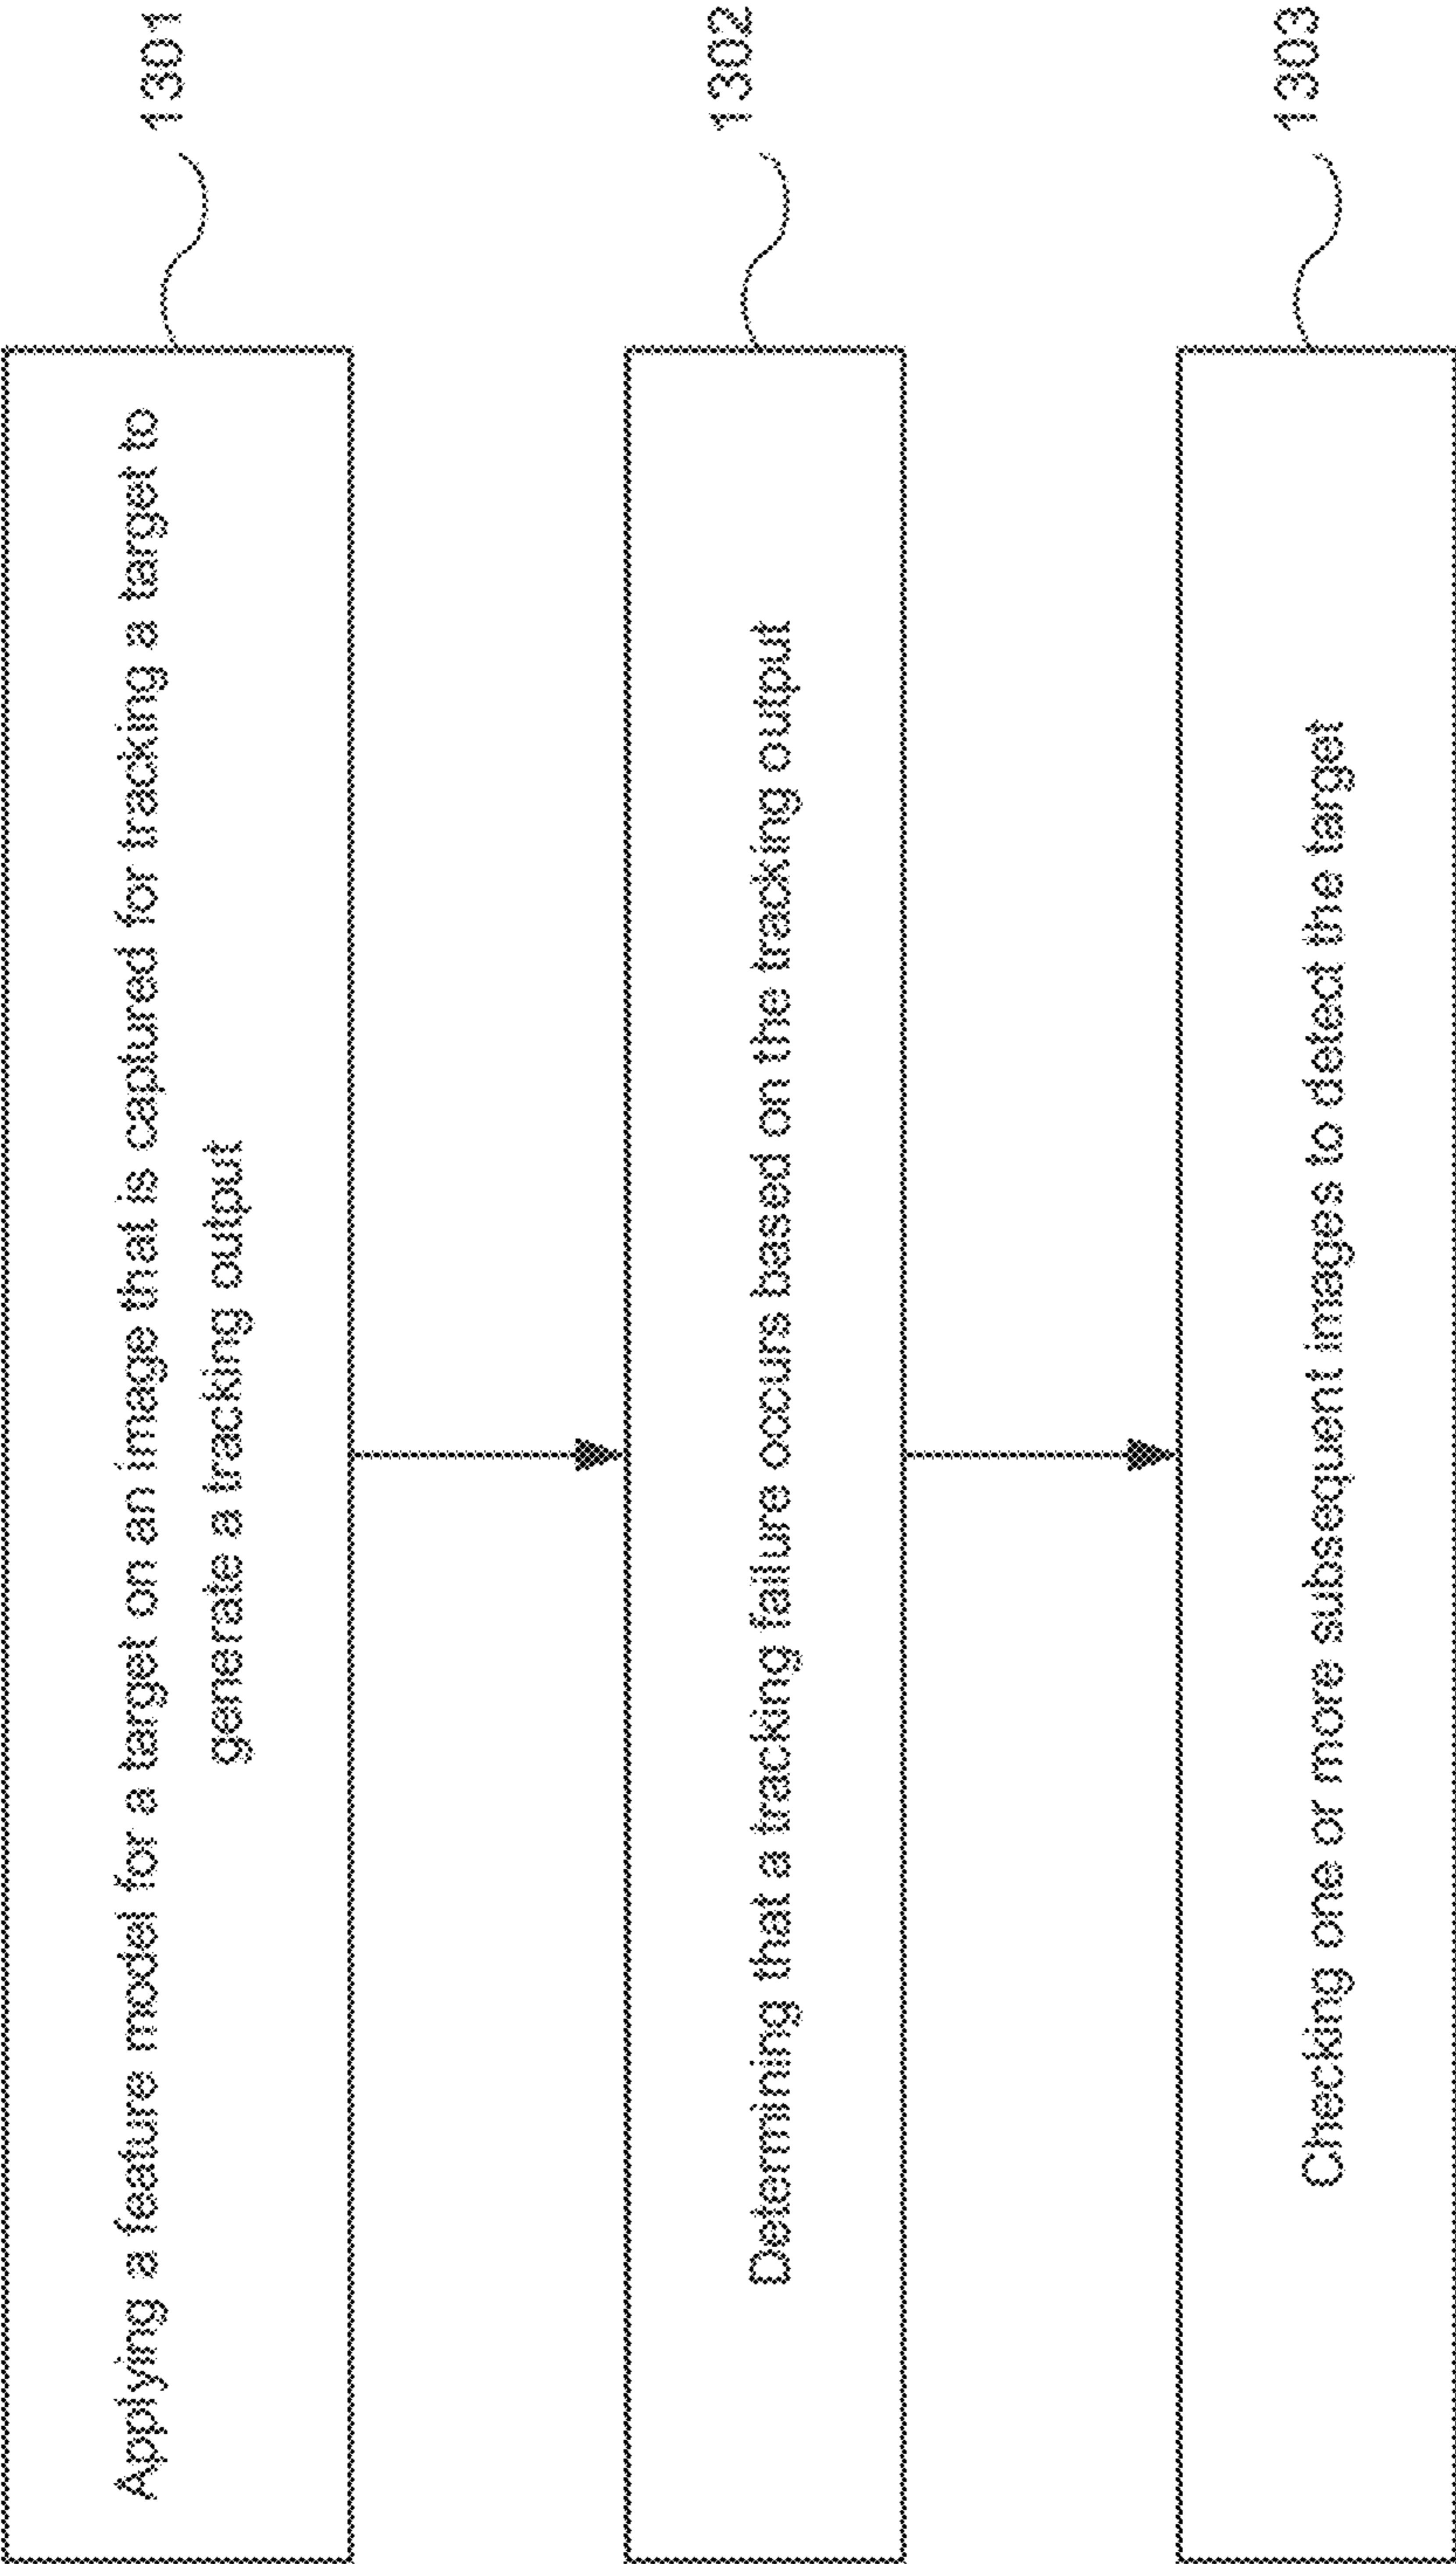 Applying a feature model for a target on an image that is captured for tracking a target to
generate a tracking output
1301
Determining that a tracking failure occurs based on the tracking output
1302
Checking one or more subsequent images to detect the target
1303